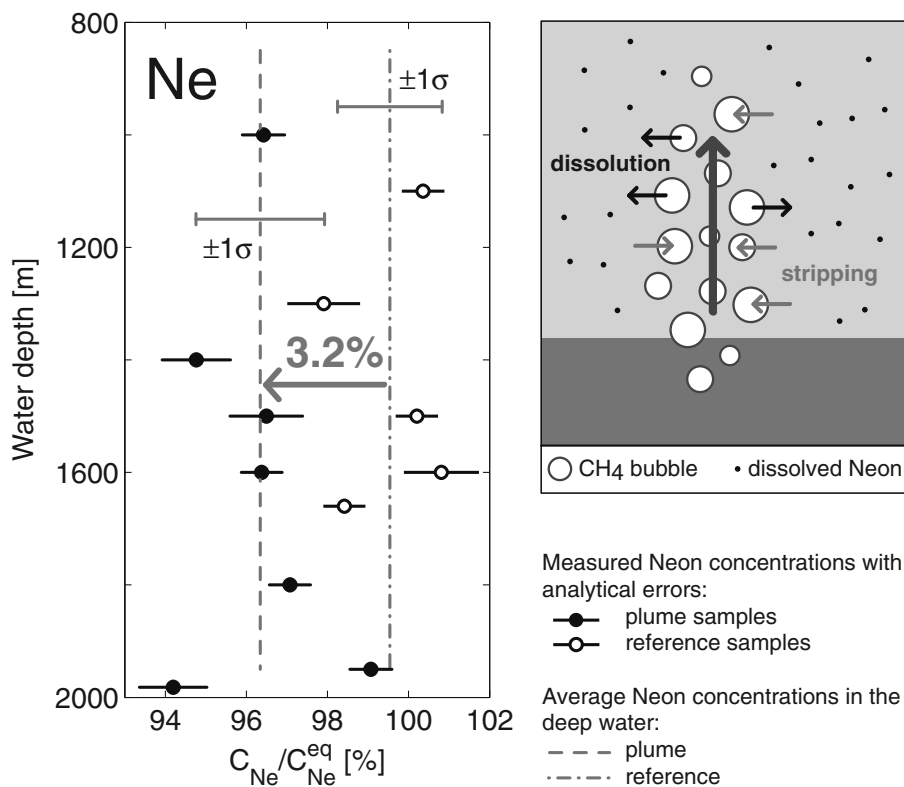 Ne
800
1200
1600
2000
Water depth [m]
94
96
98
100
102
C_Ne/C_Ne^eq [%]
±1σ
±1σ
3.2%
dissolution
stripping
CH4 bubble
dissolved Neon
Measured Neon concentrations with
analytical errors:
plume samples
reference samples
Average Neon concentrations in the
deep water:
plume
reference